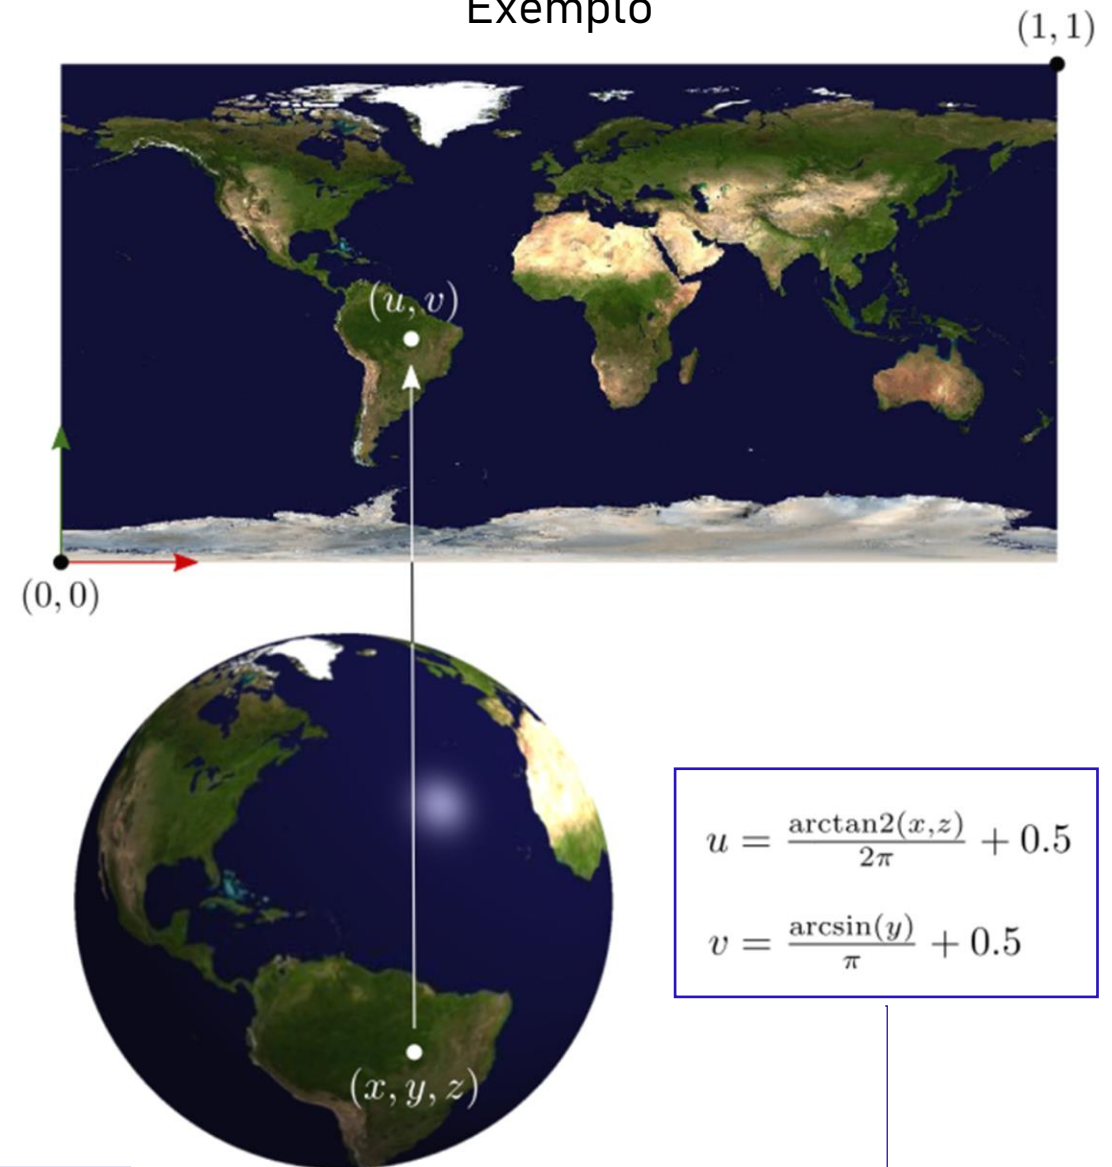 Exemplo
(1, 1)
(u, v)
(0, 0)
(x, y, z)
u = arctan2(x,z) / 2π + 0.5
v = arcsin(y) / π + 0.5